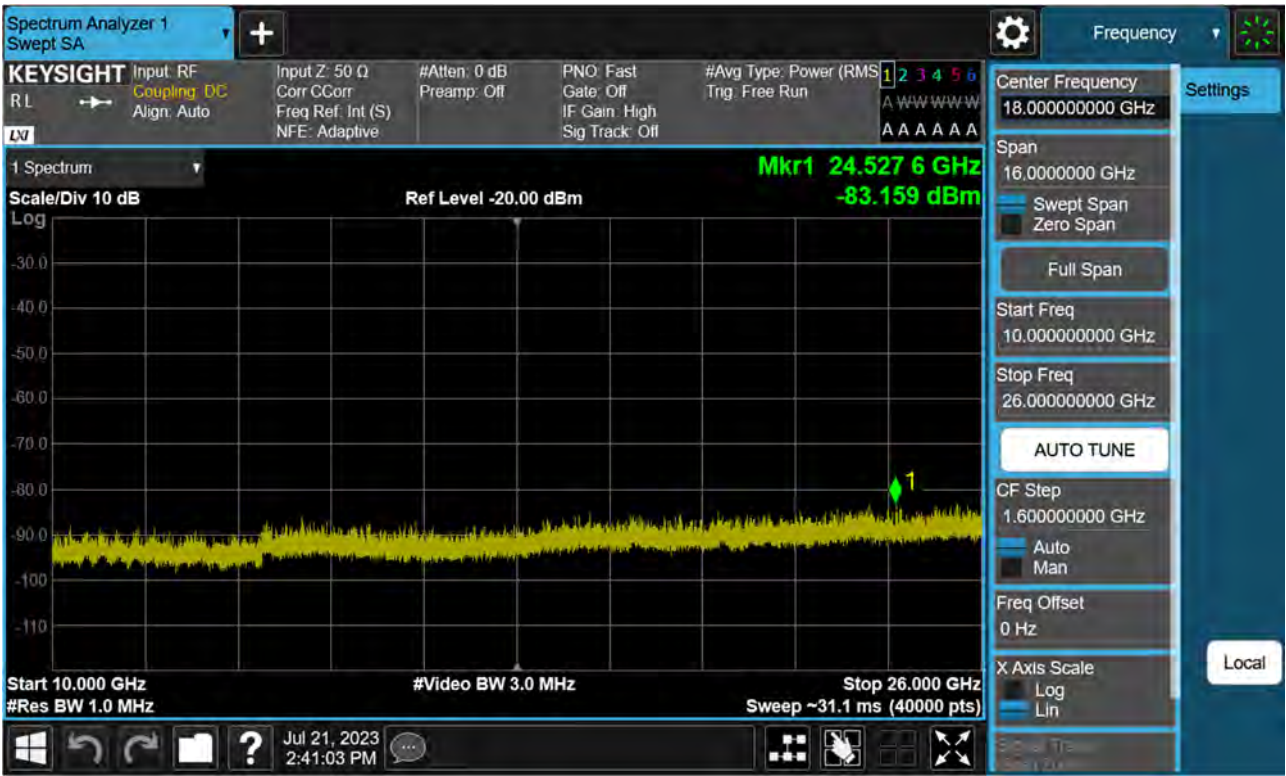 Spectrum Analyzer 1
Swept SA
+
Frequency
KEYSIGHT
R L
LXI
Input: RF
Coupling: DC
Align: Auto
Input Z: 50 Ω
Corr CCorr
Freq Ref: Int (S)
NFE: Adaptive
#Atten: 0 dB
Preamp: Off
PNO: Fast
Gate: Off
IF Gain: High
Sig Track: Off
#Avg Type: Power (RMS
Trig: Free Run
1 2 3 4 5 6
A W W W W W
A A A A A A
1 Spectrum
Scale/Div 10 dB
Log
Ref Level -20.00 dBm
Mkr1 24.527 6 GHz
-83.159 dBm
-30.0
-40.0
-50.0
-60.0
-70.0
-80.0
-90.0
-100
-110
1
Start 10.000 GHz
#Res BW 1.0 MHz
#Video BW 3.0 MHz
Stop 26.000 GHz
Sweep ~31.1 ms (40000 pts)
Center Frequency
18.000000000 GHz
Span
16.0000000 GHz
Swept Span
Zero Span
Full Span
Start Freq
10.000000000 GHz
Stop Freq
26.000000000 GHz
AUTO TUNE
CF Step
1.600000000 GHz
Auto
Man
Freq Offset
0 Hz
X Axis Scale
Log
Lin
Settings
Local
?
Jul 21, 2023
2:41:03 PM